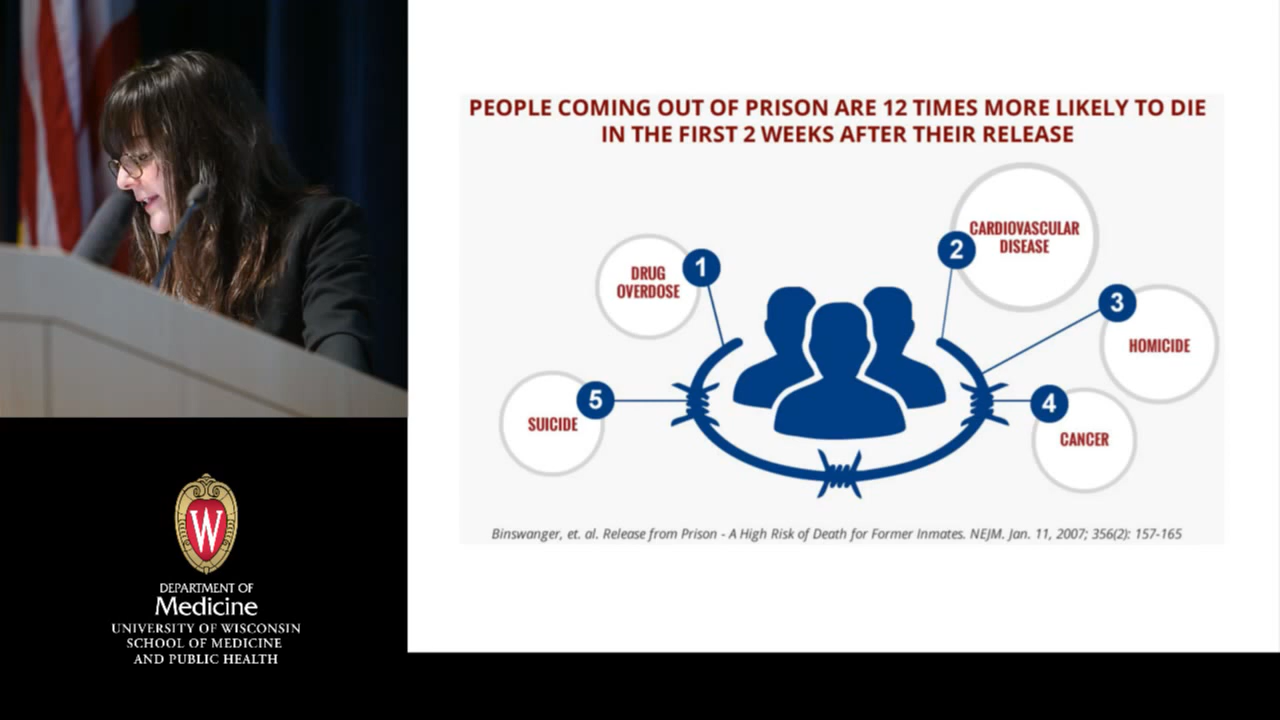 PEOPLE COMING OUT OF PRISON ARE 12 TIMES MORE LIKELY TO DIE
IN THE FIRST 2 WEEKS AFTER THEIR RELEASE
1
DRUG
OVERDOSE
2
CARDIOVASCULAR
DISEASE
3
HOMICIDE
4
CANCER
5
SUICIDE
Binswanger, et. al. Release from Prison - A High Risk of Death for Former Inmates. NEJM. Jan. 11, 2007; 356(2): 157-165
W
DEPARTMENT OF
Medicine
UNIVERSITY OF WISCONSIN
SCHOOL OF MEDICINE
AND PUBLIC HEALTH